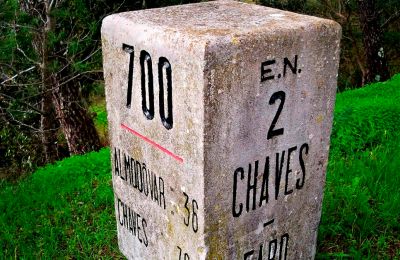 700
ALMODÔVAR : 36
CHAVES
E.N.
2
CHAVES
-
FARO